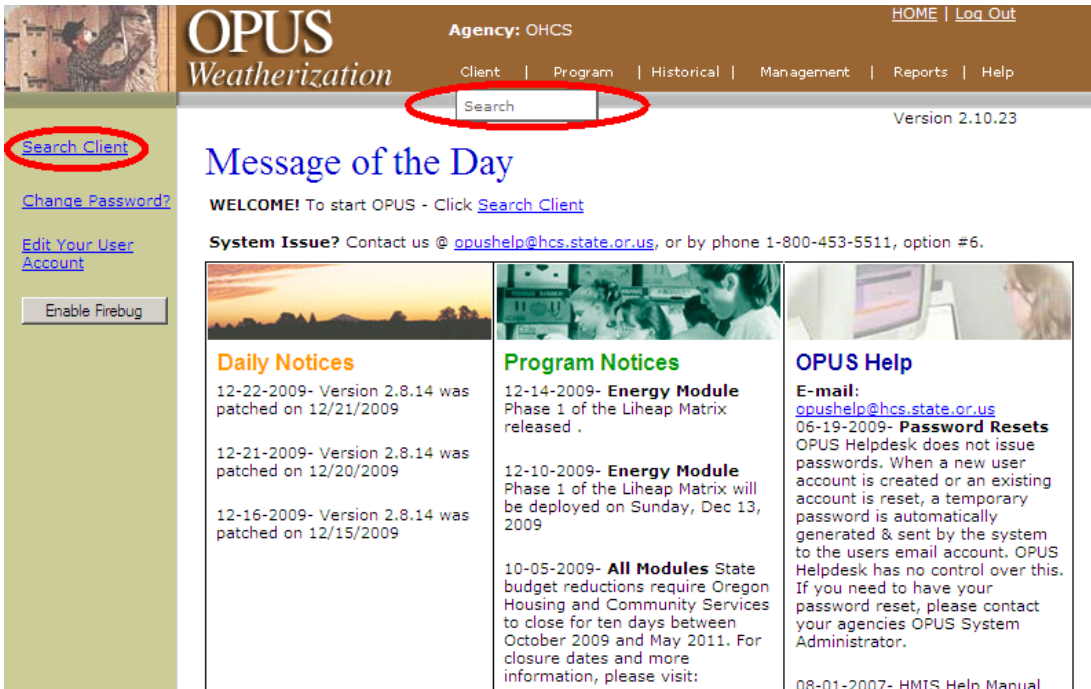 HOME | Log Out
OPUS
Weatherization
Agency: OHCS
Client | Program | Historical | Management | Reports | Help
Search
Version 2.10.23
Search Client
Change Password?
Edit Your User
Account
Enable Firebug
Message of the Day
WELCOME! To start OPUS - Click Search Client
System Issue? Contact us @ opushelp@hcs.state.or.us, or by phone 1-800-453-5511, option #6.
Daily Notices
12-22-2009- Version 2.8.14 was
patched on 12/21/2009
12-21-2009- Version 2.8.14 was
patched on 12/20/2009
12-16-2009- Version 2.8.14 was
patched on 12/15/2009
Program Notices
12-14-2009- Energy Module
Phase 1 of the Liheap Matrix
released .
12-10-2009- Energy Module
Phase 1 of the Liheap Matrix will
be deployed on Sunday, Dec 13,
2009
10-05-2009- All Modules State
budget reductions require Oregon
Housing and Community Services
to close for ten days between
October 2009 and May 2011. For
closure dates and more
information, please visit:
OPUS Help
E-mail:
opushelp@hcs.state.or.us
06-19-2009- Password Resets
OPUS Helpdesk does not issue
passwords. When a new user
account is created or an existing
account is reset, a temporary
password is automatically
generated & sent by the system
to the users email account. OPUS
Helpdesk has no control over this.
If you need to have your
password reset, please contact
your agencies OPUS System
Administrator.
08-01-2007- HMIS Help Manual